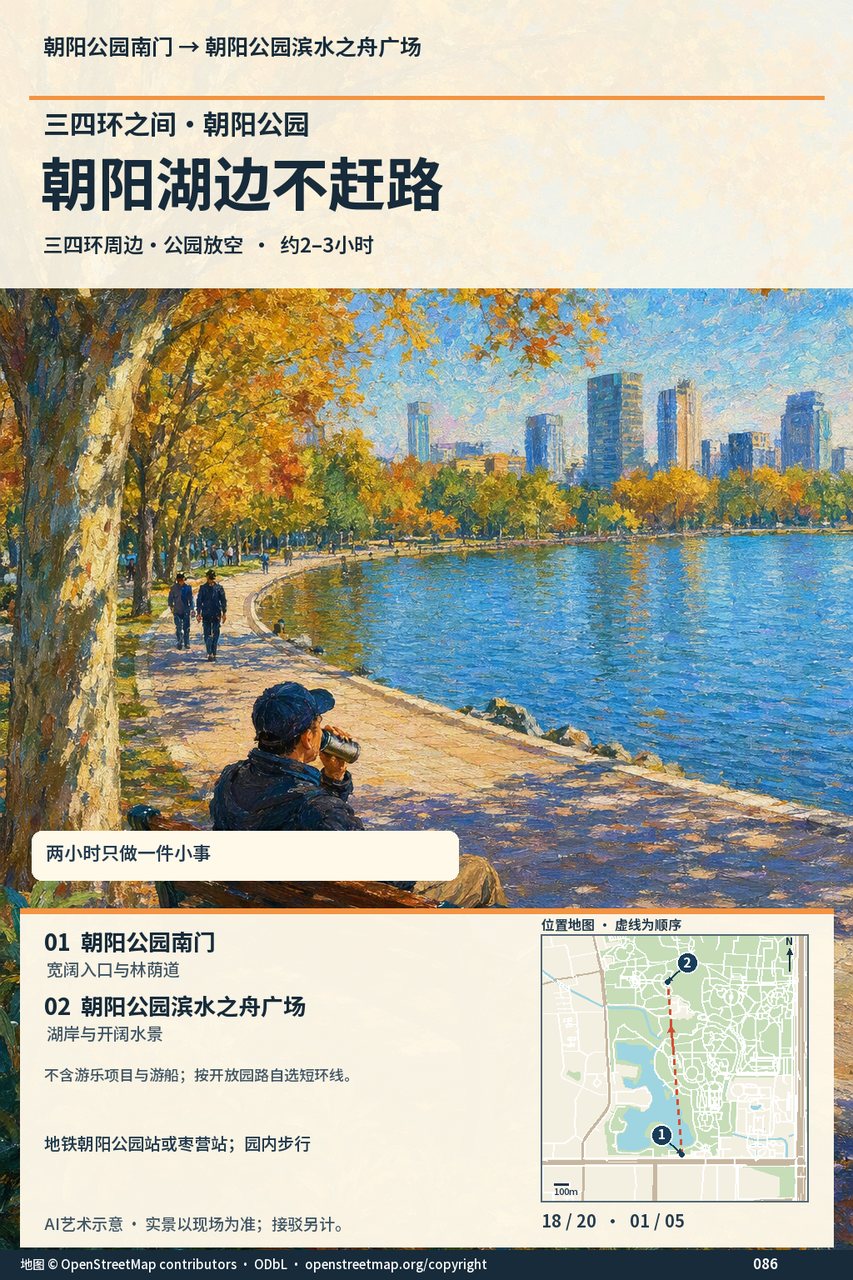 朝阳公园南门 → 朝阳公园滨水之舟广场
三四环之间·朝阳公园
朝阳湖边不赶路
三四环周边·公园放空 · 约2–3小时
两小时只做一件小事
01 朝阳公园南门
宽阔入口与林荫道
02 朝阳公园滨水之舟广场
湖岸与开阔水景
不含游乐项目与游船；按开放园路自选短环线。
地铁朝阳公园站或枣营站；园内步行
AI艺术示意 · 实景以现场为准；接驳另计。
位置地图 · 虚线为顺序
N
2
1
100m
18 / 20 · 01 / 05
地图 © OpenStreetMap contributors · ODbL · openstreetmap.org/copyright
086